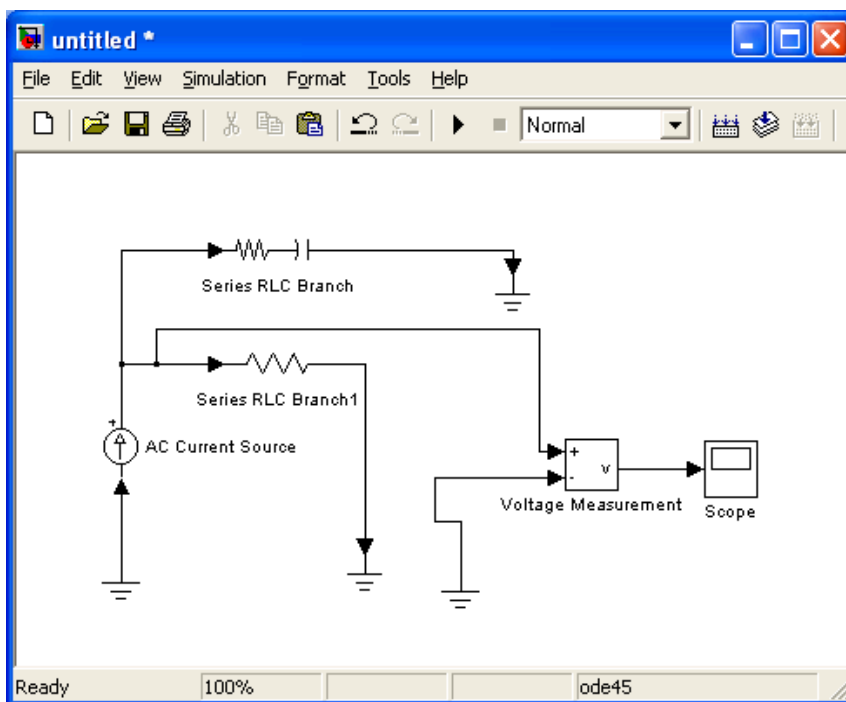 untitled *
File Edit View Simulation Format Tools Help
Normal
Series RLC Branch
Series RLC Branch1
+
AC Current Source
+
v
-
Voltage Measurement
Scope
Ready 100% ode45